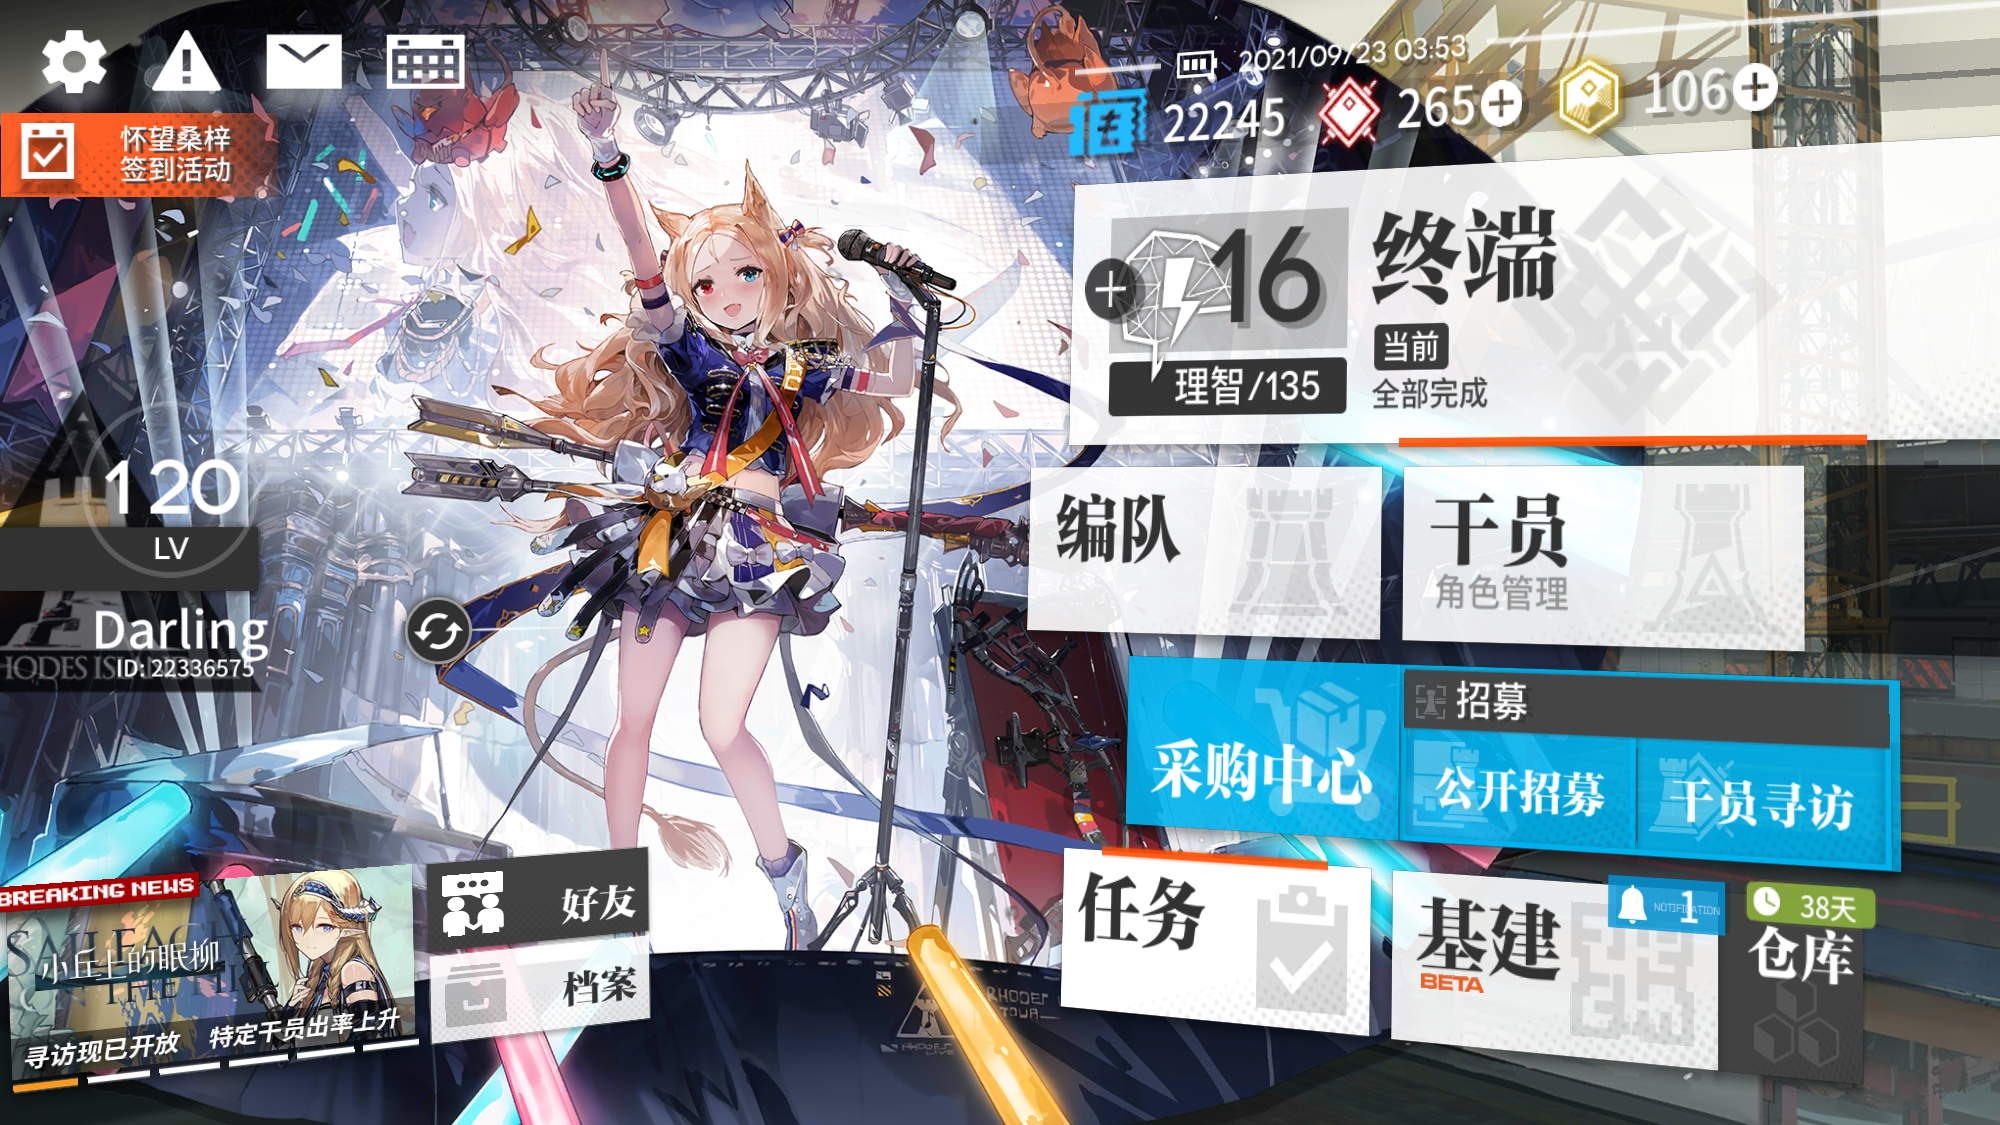 2021/09/23 03:53
22245
265
106
怀望桑梓
签到活动
16
理智/135
终端
当前
全部完成
120
LV
Darling
ID: 22336575
编队
干员
角色管理
采购中心
招募
公开招募
干员寻访
任务
基建
BETA
NOTIFICATION
1
38天
仓库
BREAKING NEWS
小丘上的眠柳
寻访现已开放 特定干员出率上升
好友
档案